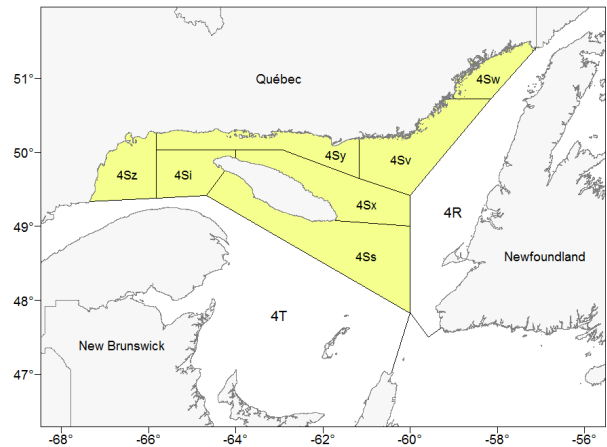 51°
50°
49°
48°
47°
Québec
4Sw
4Sy
4Sv
4Sz
4Si
4Sx
4R
4Ss
Newfoundland
4T
New Brunswick
-68°
-66°
-64°
-62°
-60°
-58°
-56°